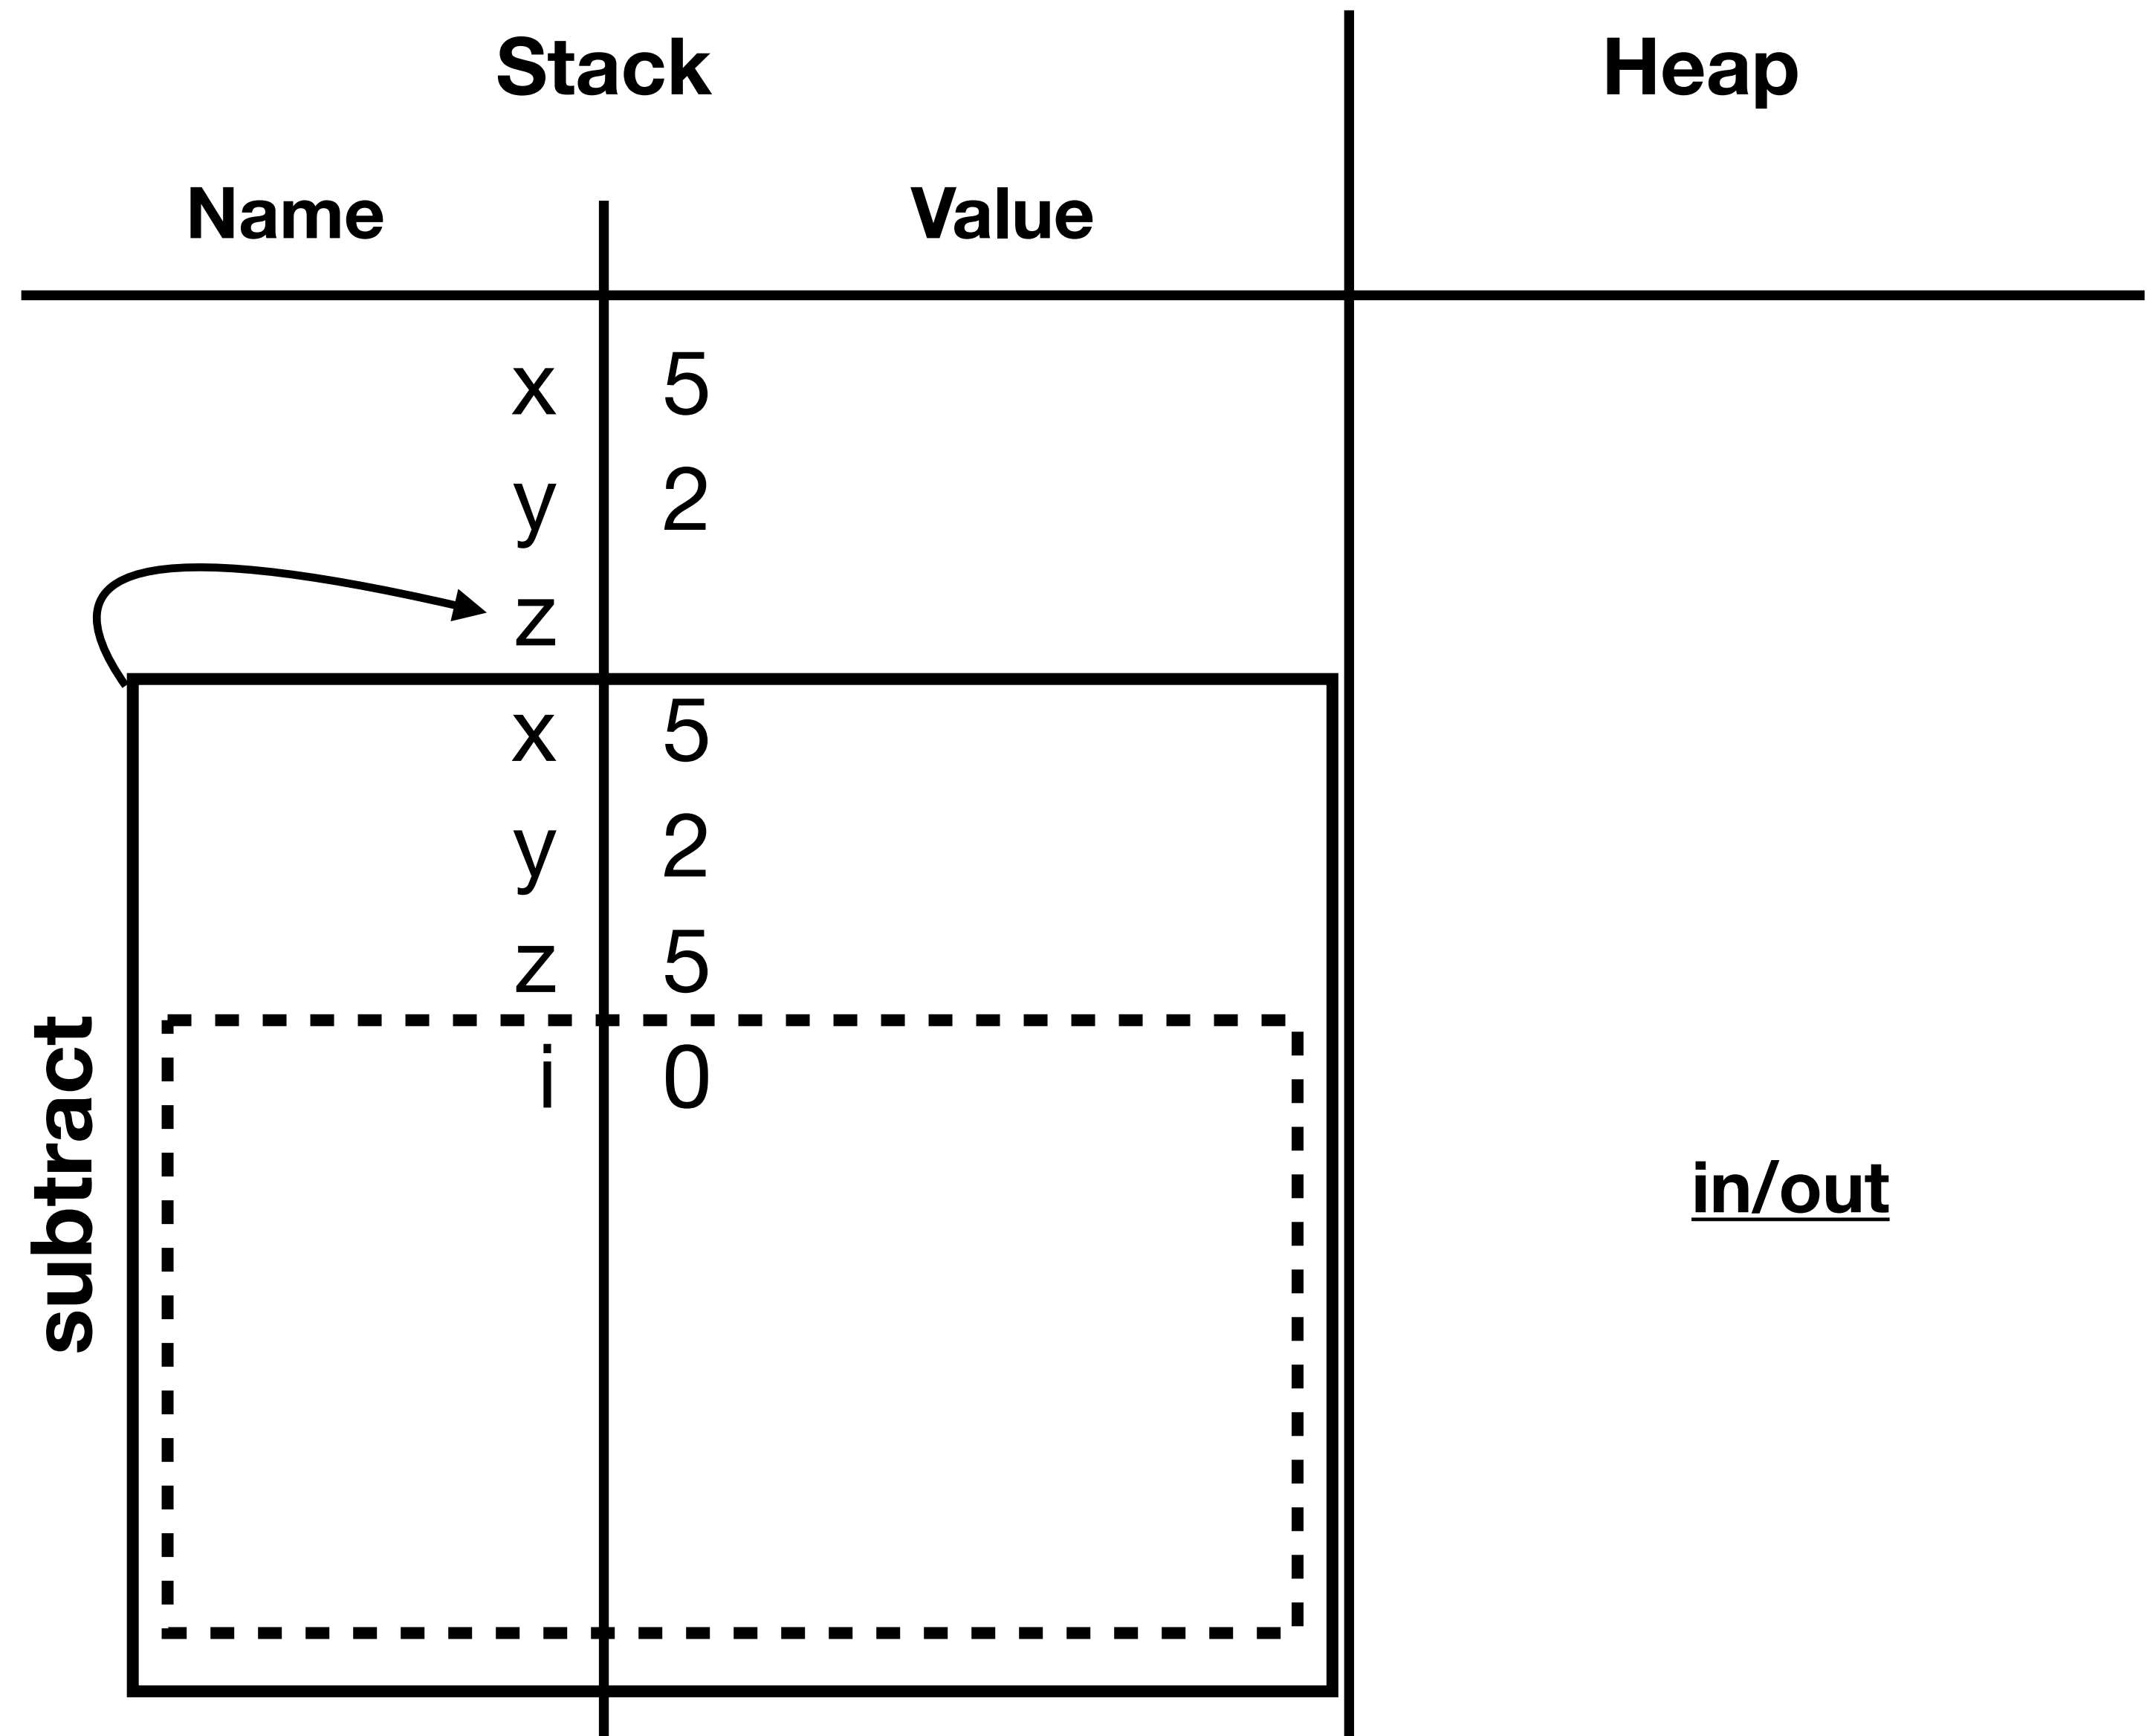 Stack Heap
Name Value
x 5
y 2
z
x 5
y 2
z 5
i 0
subtract
in/out